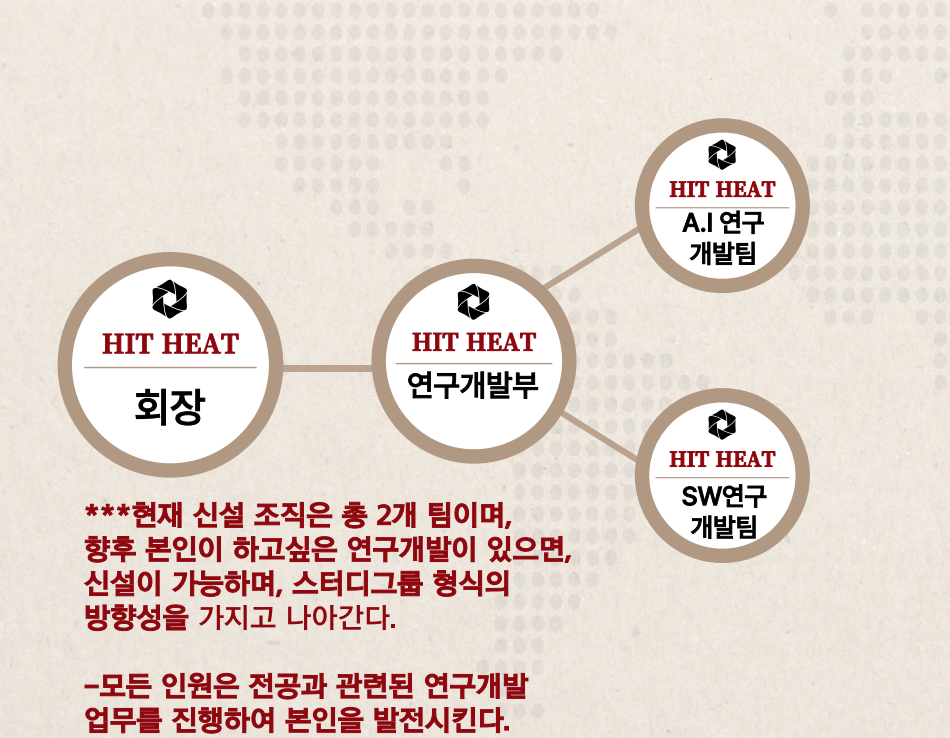 HIT HEAT
A.I 연구
개발팀
HIT HEAT
회장
HIT HEAT
연구개발부
HIT HEAT
SW연구
개발팀
***현재 신설 조직은 총 2개 팀이며,
향후 본인이 하고싶은 연구개발이 있으면,
신설이 가능하며, 스터디그룹 형식의
방향성을 가지고 나아간다.
-모든 인원은 전공과 관련된 연구개발
업무를 진행하여 본인을 발전시킨다.